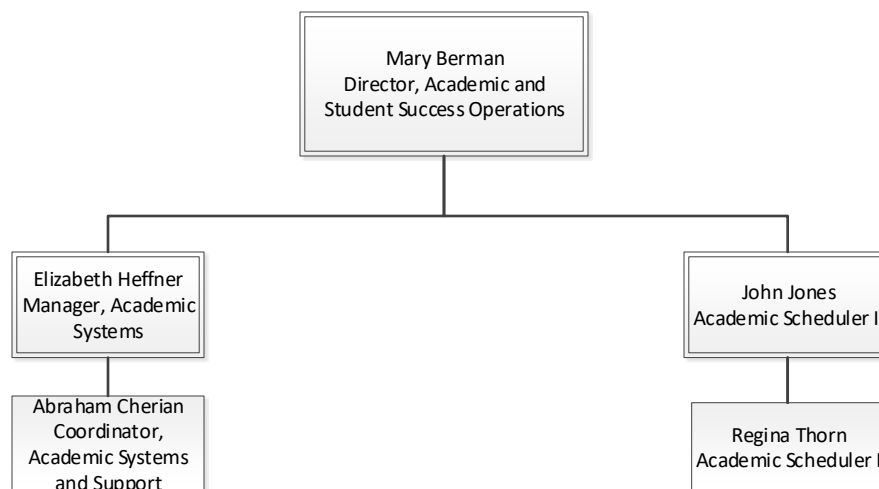 Mary Berman
Director, Academic and
Student Success Operations
Elizabeth Heffner
Manager, Academic
Systems
John Jones
Academic Scheduler
Abraham Cherian
Coordinator,
Academic Systems
and Support
Regina Thorn
Academic Scheduler